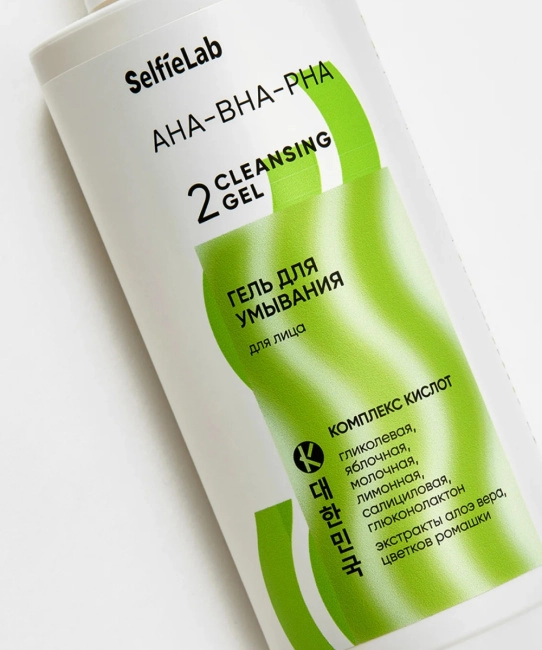 SelfieLab
AHA-BHA-PHA
2 CLEANSING
GEL
ГЕЛЬ ДЛЯ
УМЫВАНИЯ
для лица
КОМПЛЕКС КИСЛОТ
гликолевая,
яблочная,
молочная,
лимонная,
салициловая,
глюконолактон
экстракты алоэ вера,
цветков ромашки
K
대한민국